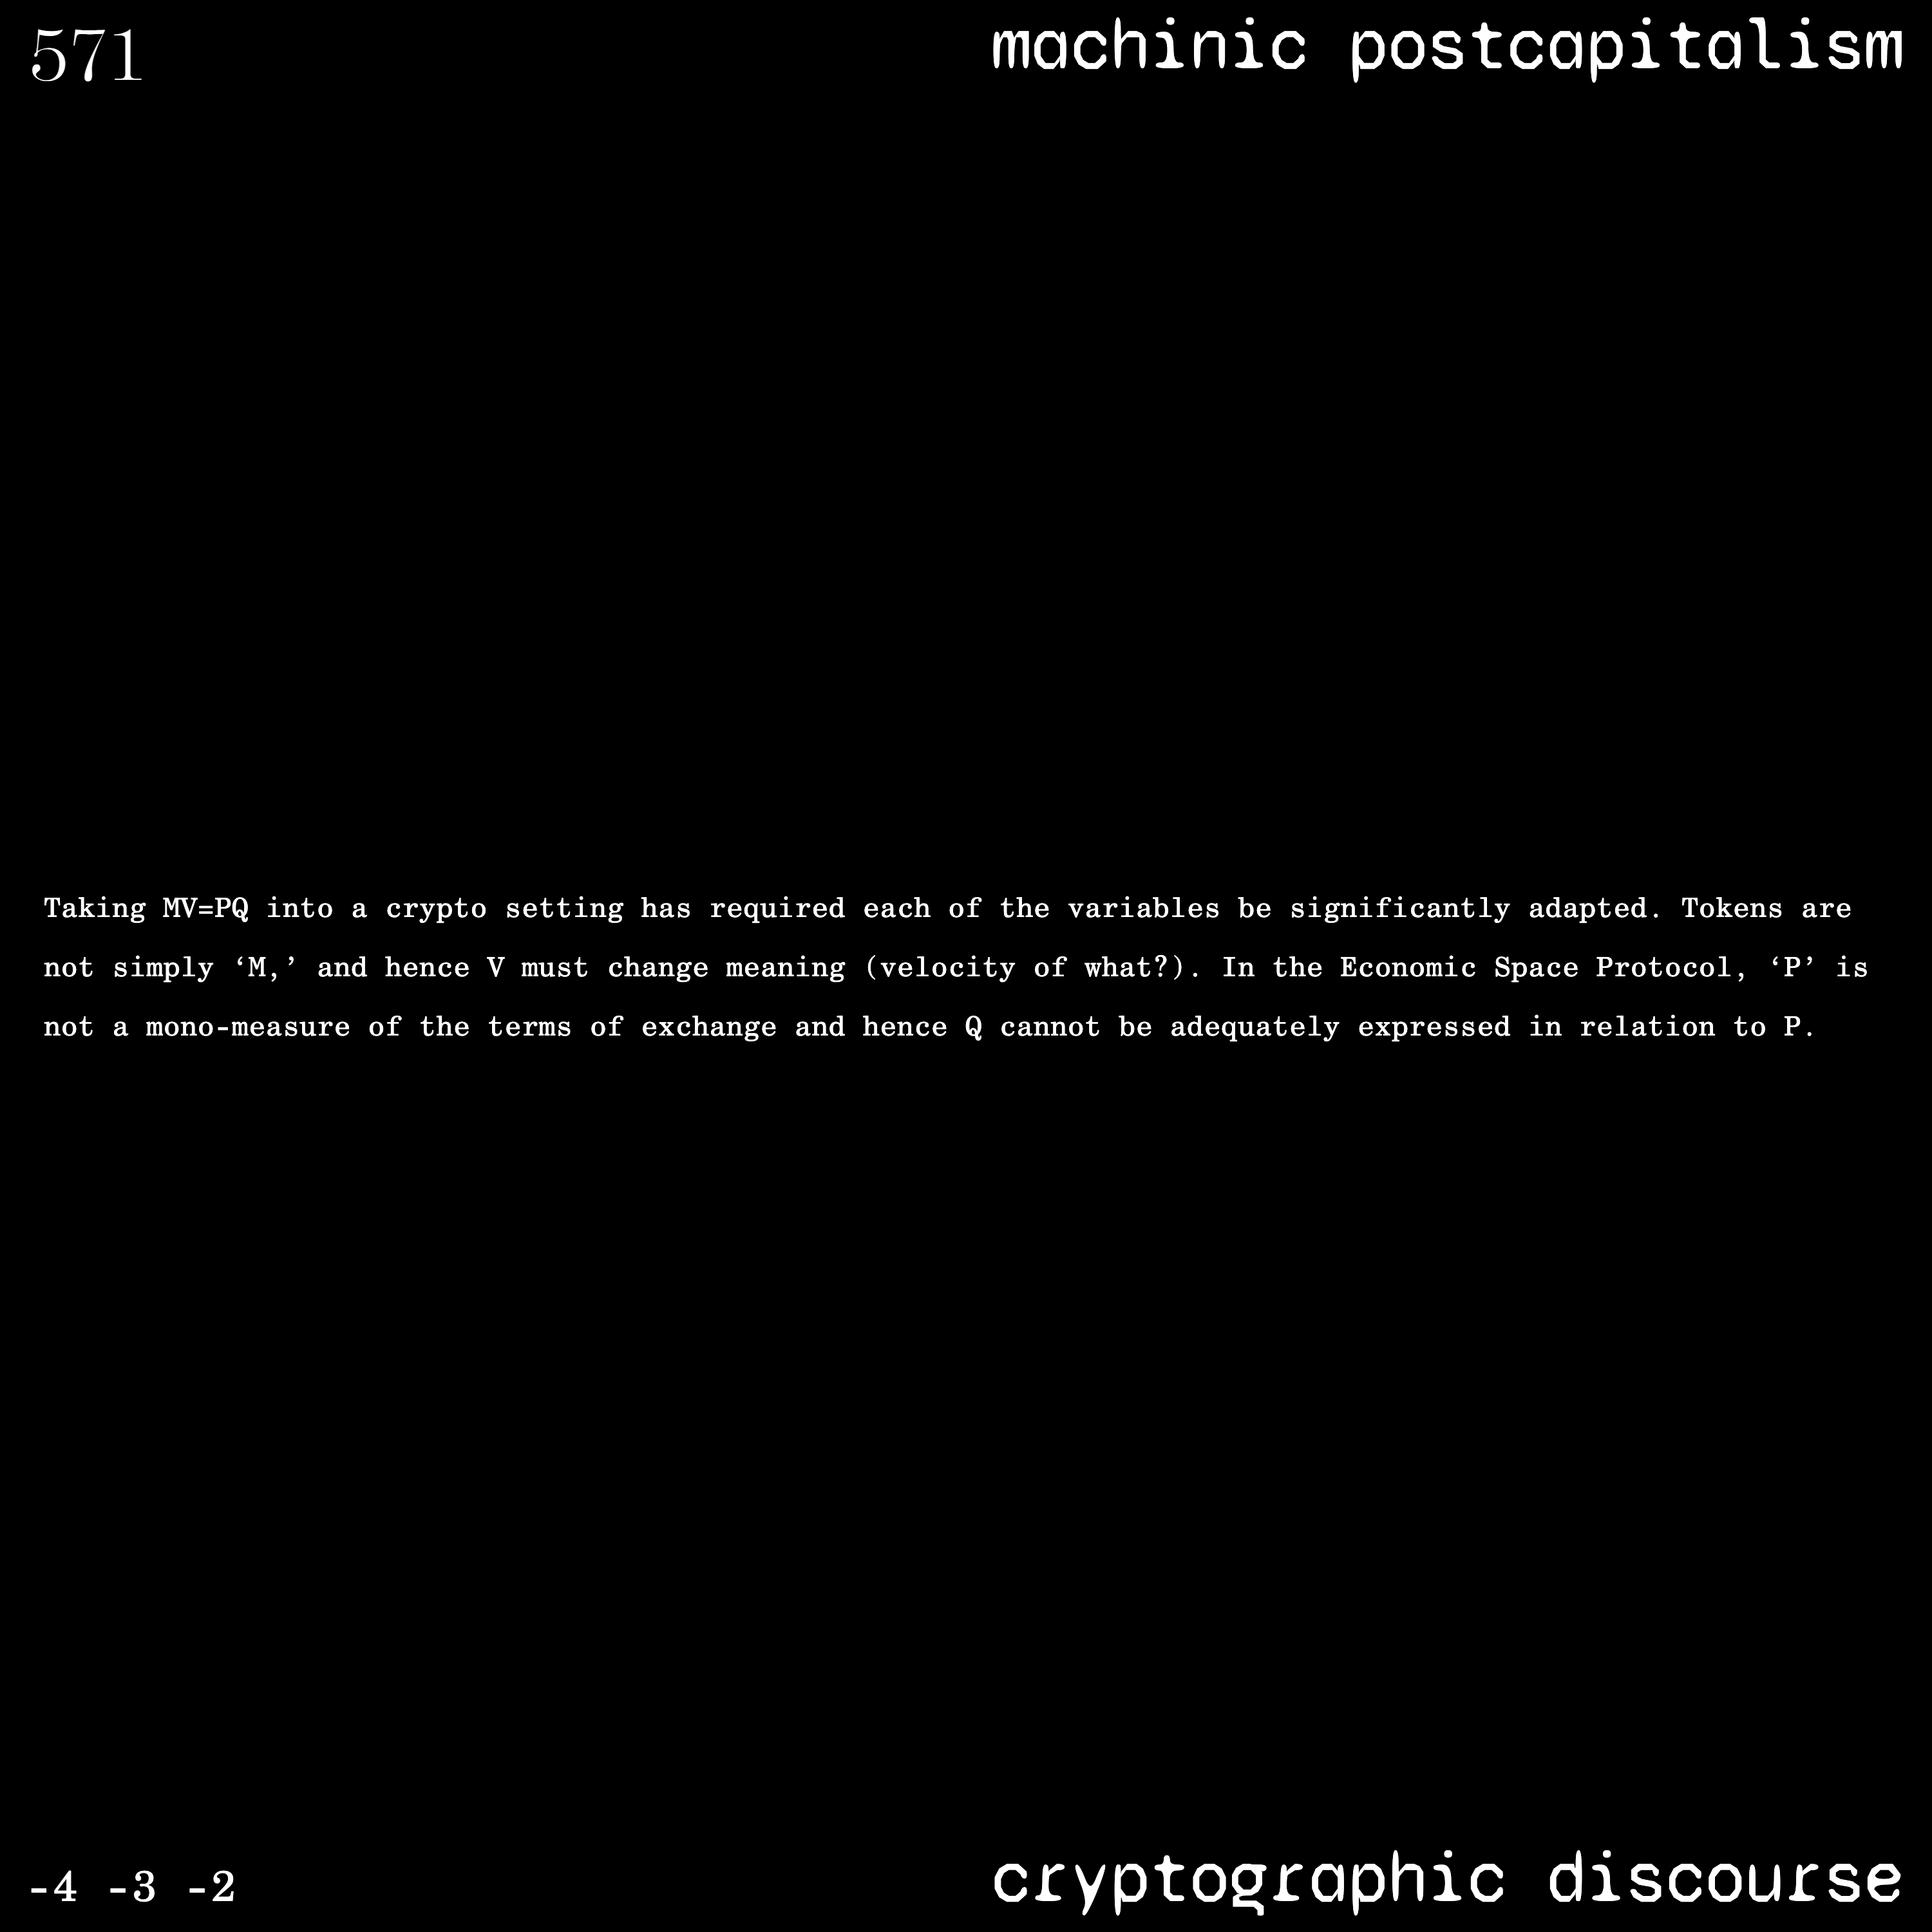 571
machinic postcapitalism
Taking MV=PQ into a crypto setting has required each of the variables be significantly adapted. Tokens are
not simply ‘M,’ and hence V must change meaning (velocity of what?). In the Economic Space Protocol, ‘P’ is
not a mono-measure of the terms of exchange and hence Q cannot be adequately expressed in relation to P.
-4 -3 -2
cryptographic discourse